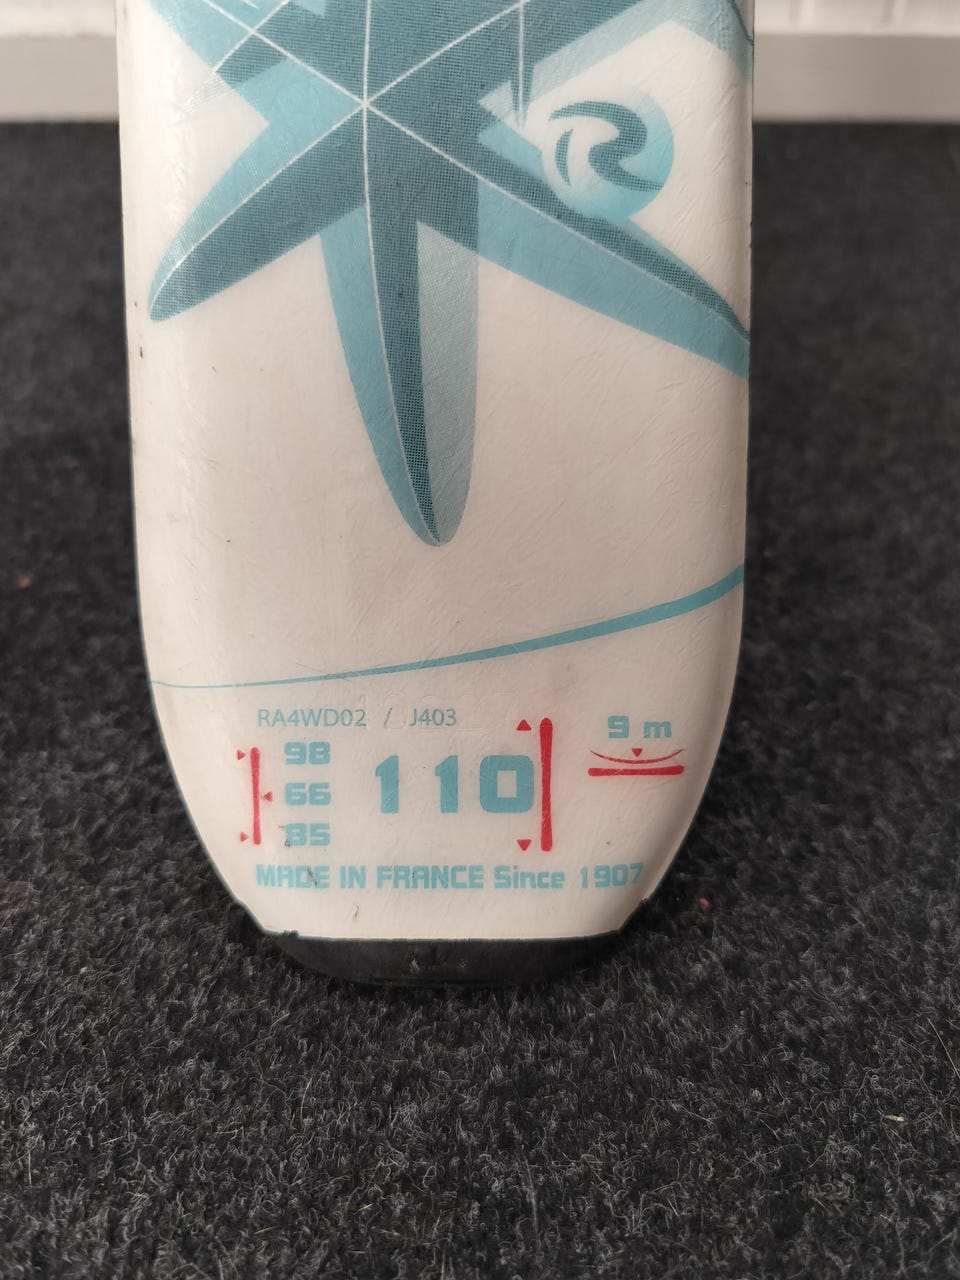 R
RA4WD02 / J403
9 m
98
66
85
110
MADE IN FRANCE Since 1907